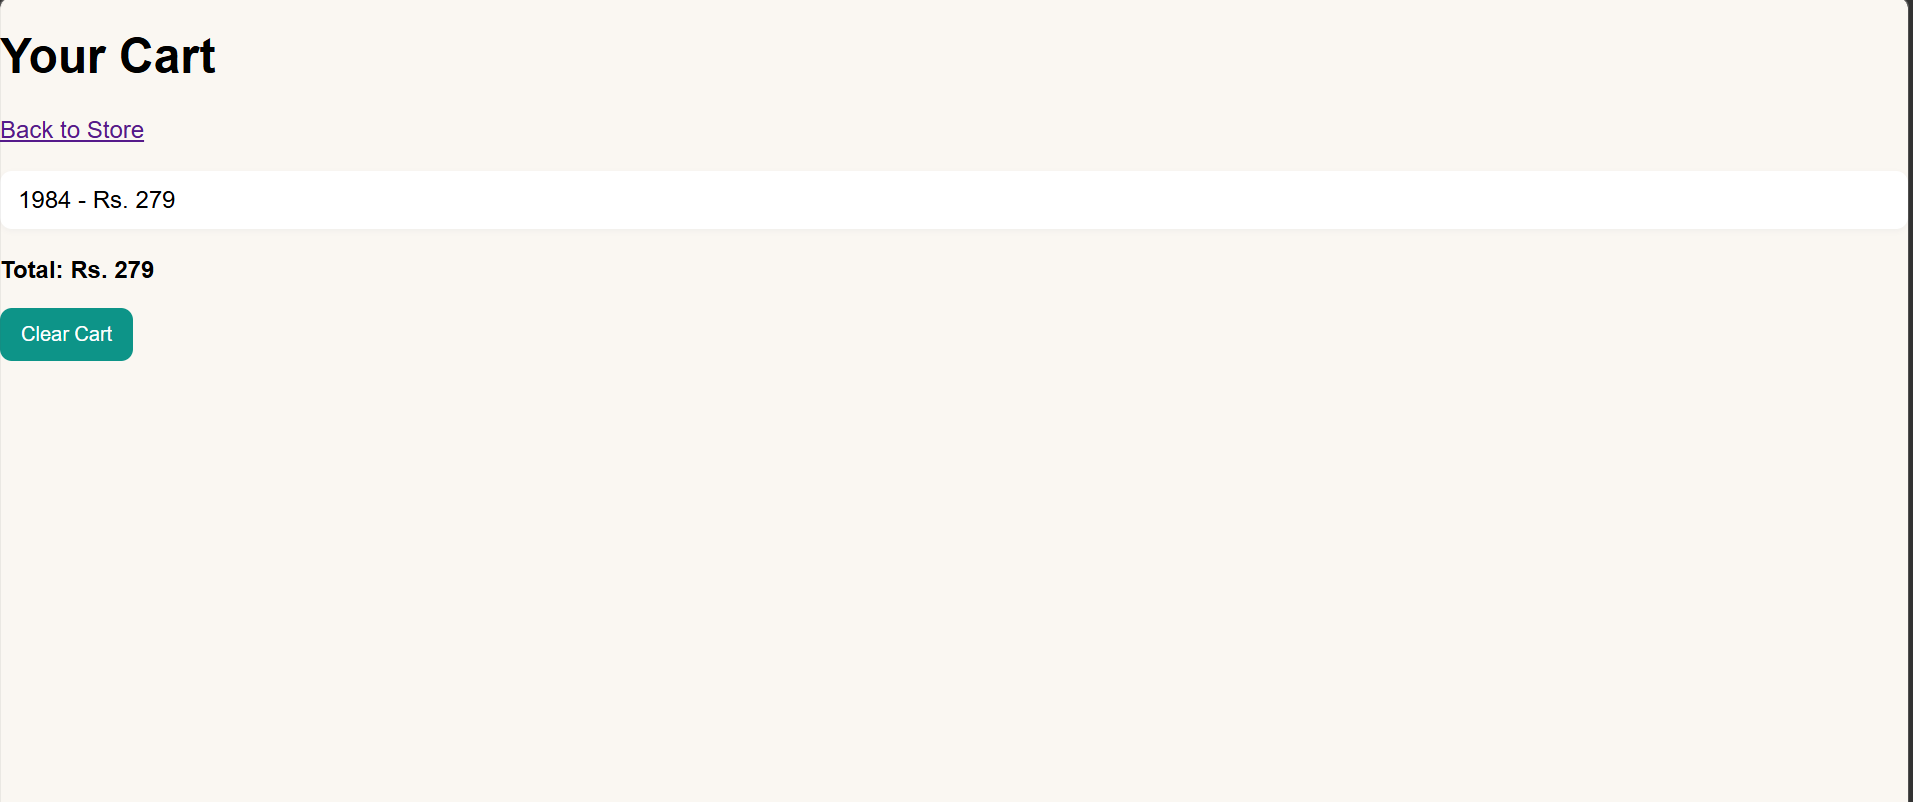 Your Cart
Back to Store
1984 - Rs. 279
Total: Rs. 279
Clear Cart